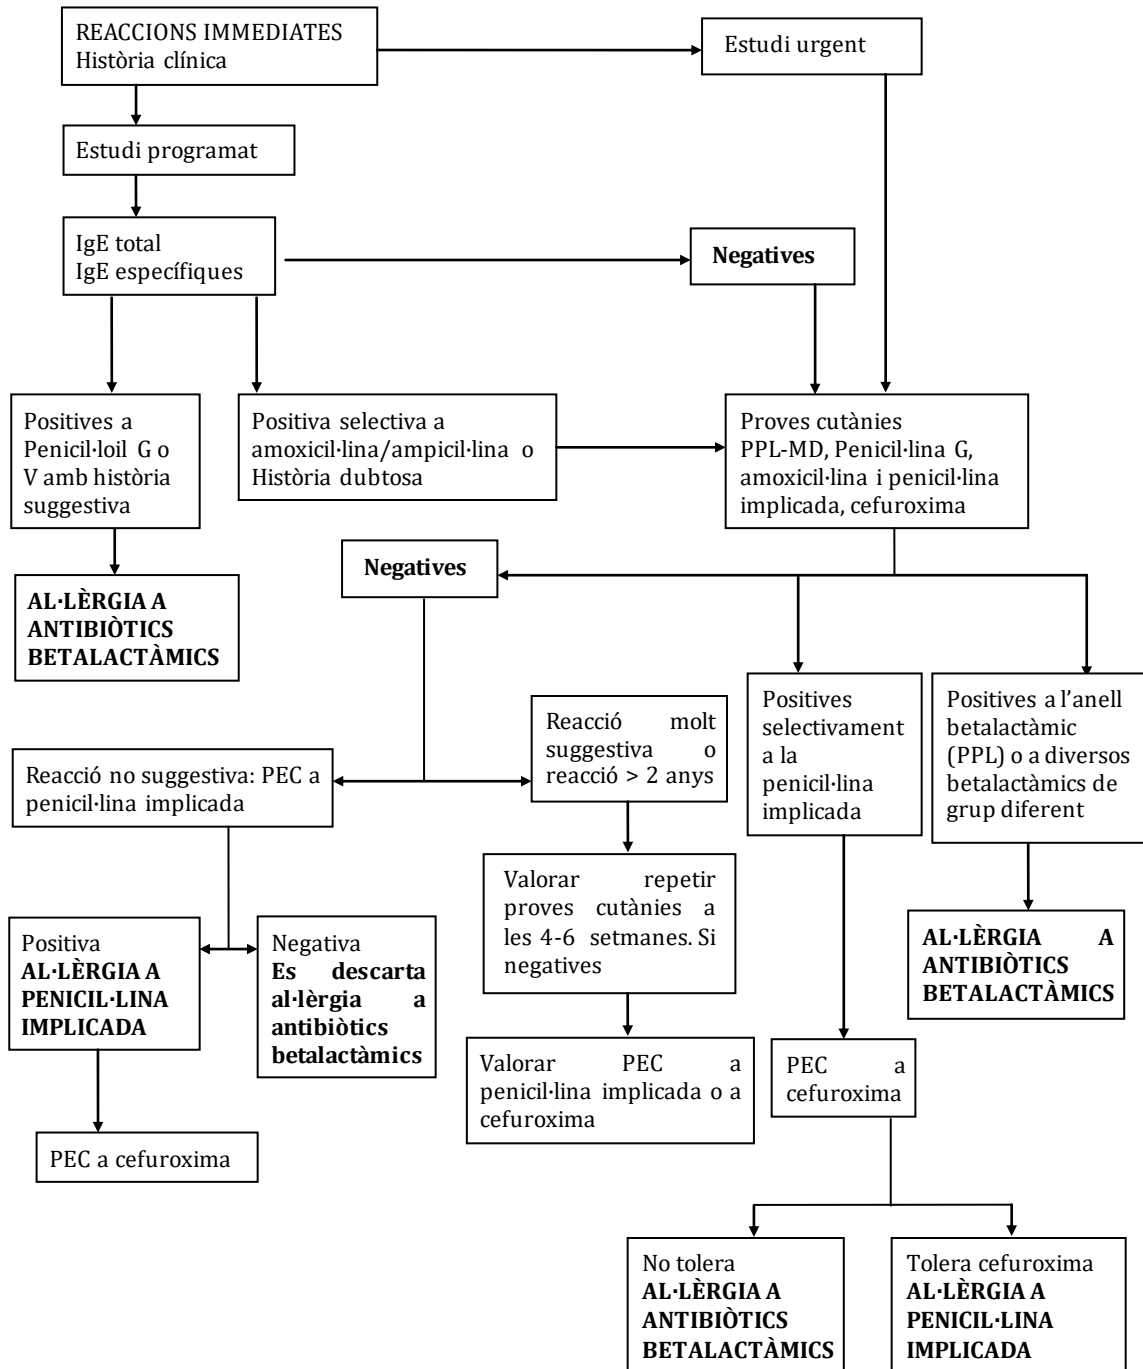 REACCIONS IMMEDIATES
Història clínica
Estudi urgent
Estudi programat
IgE total
IgE específiques
Negatives
Positives a
Penicil·loil G o
V amb història
suggestiva
Positiva selectiva a
amoxicil·lina/ampicil·lina o
Història dubtosa
Proves cutànies
PPL-MD, Penicil·lina G,
amoxicil·lina i penicil·lina
implicada, cefuroxima
Negatives
AL·LÈRGIA A
ANTIBIÒTICS
BETALACTÀMICS
Reacció molt
suggestiva o
reacció > 2 anys
Positives
selectivament
a la
penicil·lina
implicada
Positives a l’anell
betalactàmic
(PPL) o a diversos
betalactàmics de
grup diferent
Reacció no suggestiva: PEC a
penicil·lina implicada
Valorar repetir
proves cutànies a
les 4-6 setmanes. Si
negatives
Positiva
AL·LÈRGIA A
PENICIL·LINA
IMPLICADA
Negativa
Es descarta
al·lèrgia a
antibiòtics
betalactàmics
AL·LÈRGIA A
ANTIBIÒTICS
BETALACTÀMICS
Valorar PEC a
penicil·lina implicada o a
cefuroxima
PEC a
cefuroxima
PEC a cefuroxima
No tolera
AL·LÈRGIA A
ANTIBIÒTICS
BETALACTÀMICS
Tolera cefuroxima
AL·LÈRGIA A
PENICIL·LINA
IMPLICADA